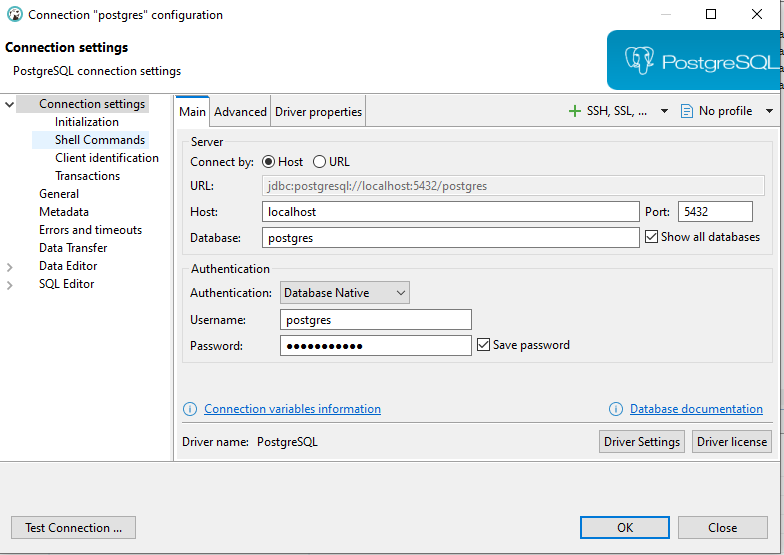 Connection "postgres" configuration
Connection settings
PostgreSQL connection settings
PostgreSQL
Connection settings
Initialization
Shell Commands
Client identification
Transactions
General
Metadata
Errors and timeouts
Data Transfer
Data Editor
SQL Editor
Main Advanced Driver properties SSH, SSL, ... No profile
Server
Connect by: Host URL
URL: jdbc:postgresql://localhost:5432/postgres
Host: localhost Port: 5432
Database: postgres Show all databases
Authentication
Authentication: Database Native
Username: postgres
Password: ●●●●●●●●●●● Save password
Connection variables information Database documentation
Driver name: PostgreSQL Driver Settings Driver license
Test Connection ... OK Close